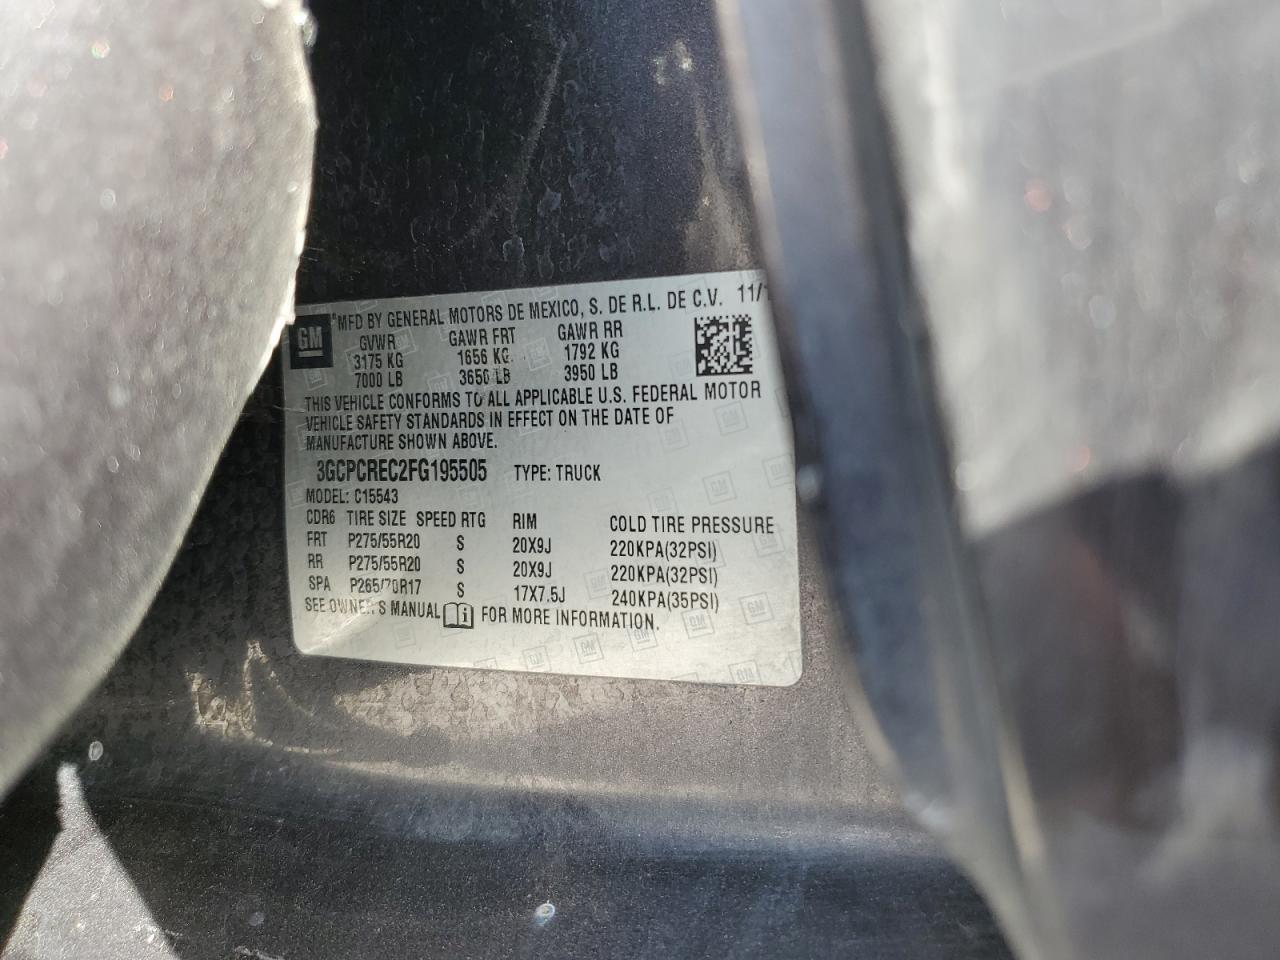 GM MFD BY GENERAL MOTORS DE MEXICO, S. DE R.L. DE C.V. 11/
GVWR GAWR FRT GAWR RR
3175 KG 1656 KG 1792 KG
7000 LB 3650 LB 3950 LB
THIS VEHICLE CONFORMS TO ALL APPLICABLE U.S. FEDERAL MOTOR
VEHICLE SAFETY STANDARDS IN EFFECT ON THE DATE OF
MANUFACTURE SHOWN ABOVE.
3GCPCREC2FG195505 TYPE: TRUCK
MODEL: C15543
CDR6 TIRE SIZE SPEED RTG RIM COLD TIRE PRESSURE
FRT P275/55R20 S 20X9J 220KPA(32PSI)
RR P275/55R20 S 20X9J 220KPA(32PSI)
SPA P265/70R17 S 17X7.5J 240KPA(35PSI)
SEE OWNER'S MANUAL FOR MORE INFORMATION.